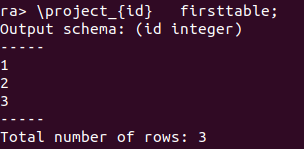 ra> \project_{id}   firsttable;
Output schema: (id integer)
-----
1
2
3
-----
Total number of rows: 3